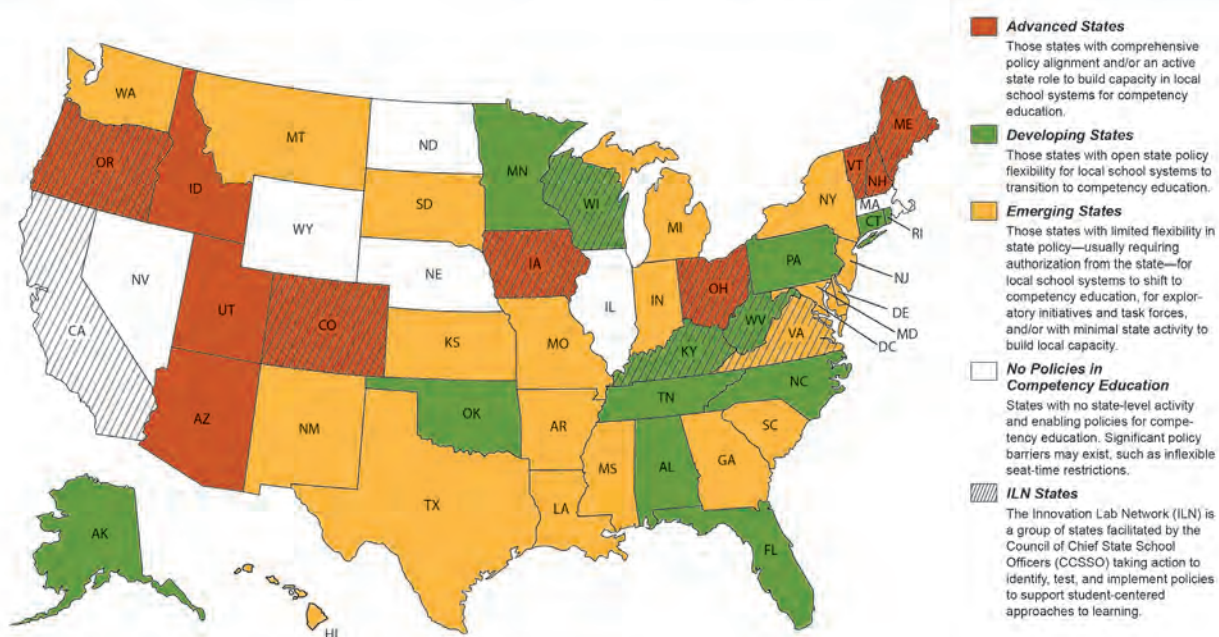 WA
MT
ND
OR
ID
MN
SD
WI
WY
MI
NY
ME
VT
NH
MA
CT
RI
NV
NE
IA
PA
NJ
CA
UT
CO
IL
IN
OH
WV
DE
MD
DC
KS
MO
KY
VA
AZ
NM
OK
AR
TN
NC
SC
TX
LA
MS
AL
GA
FL
AK
HI
Advanced States
Those states with comprehensive
policy alignment and/or an active
state role to build capacity in local
school systems for competency
education.
Developing States
Those states with open state policy
flexibility for local school systems to
transition to competency education.
Emerging States
Those states with limited flexibility in
state policy—usually requiring
authorization from the state—for
local school systems to shift to
competency education, for explor-
atory initiatives and task forces,
and/or with minimal state activity to
build local capacity.
No Policies in
Competency Education
States with no state-level activity
and enabling policies for compe-
tency education. Significant policy
barriers may exist, such as inflexible
seat-time restrictions.
ILN States
The Innovation Lab Network (ILN) is
a group of states facilitated by the
Council of Chief State School
Officers (CCSSO) taking action to
identify, test, and implement policies
to support student-centered
approaches to learning.